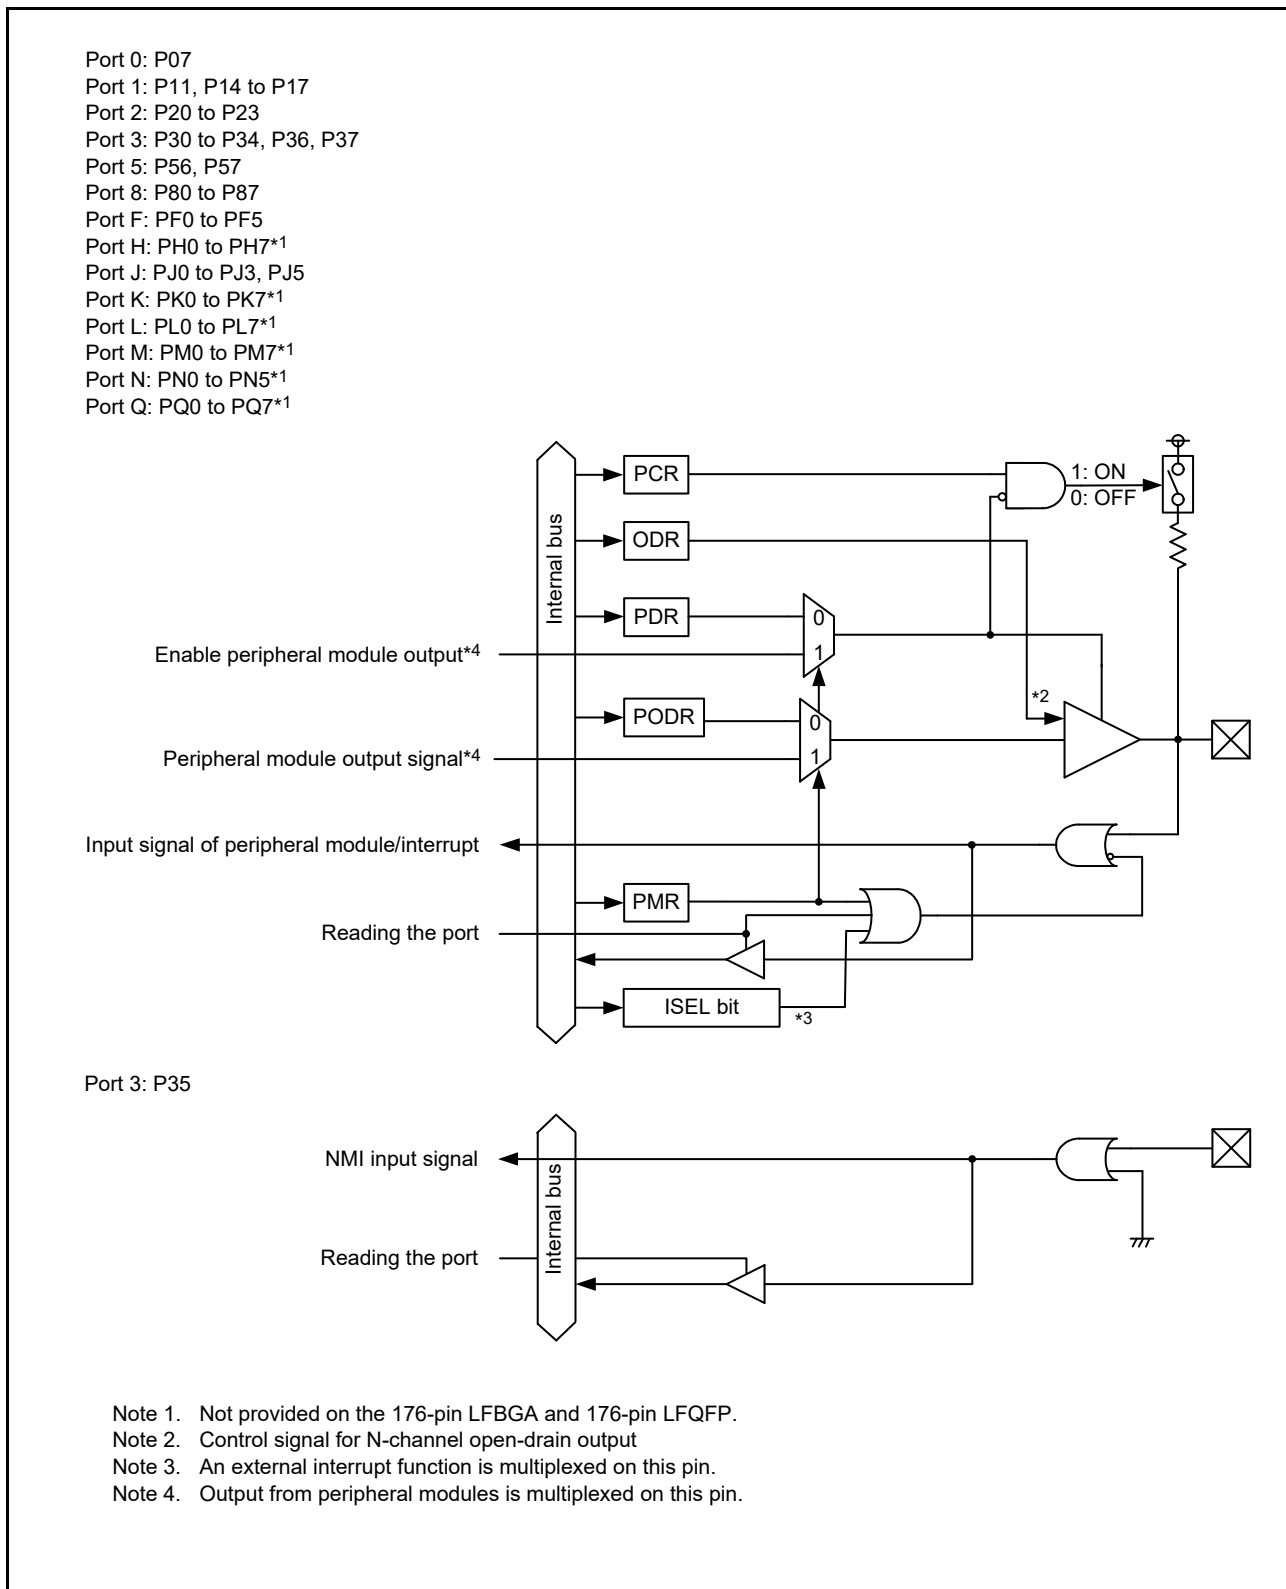 Port 0: P07
Port 1: P11, P14 to P17
Port 2: P20 to P23
Port 3: P30 to P34, P36, P37
Port 5: P56, P57
Port 8: P80 to P87
Port F: PF0 to PF5
Port H: PH0 to PH7*1
Port J: PJ0 to PJ3, PJ5
Port K: PK0 to PK7*1
Port L: PL0 to PL7*1
Port M: PM0 to PM7*1
Port N: PN0 to PN5*1
Port Q: PQ0 to PQ7*1
Internal bus
PCR
1: ON
0: OFF
ODR
PDR
0
Enable peripheral module output*4
1
*2
PODR
0
Peripheral module output signal*4
1
Input signal of peripheral module/interrupt
PMR
Reading the port
ISEL bit
*3
Port 3: P35
Internal bus
NMI input signal
Reading the port
Note 1. Not provided on the 176-pin LFBGA and 176-pin LFQFP.
Note 2. Control signal for N-channel open-drain output
Note 3. An external interrupt function is multiplexed on this pin.
Note 4. Output from peripheral modules is multiplexed on this pin.